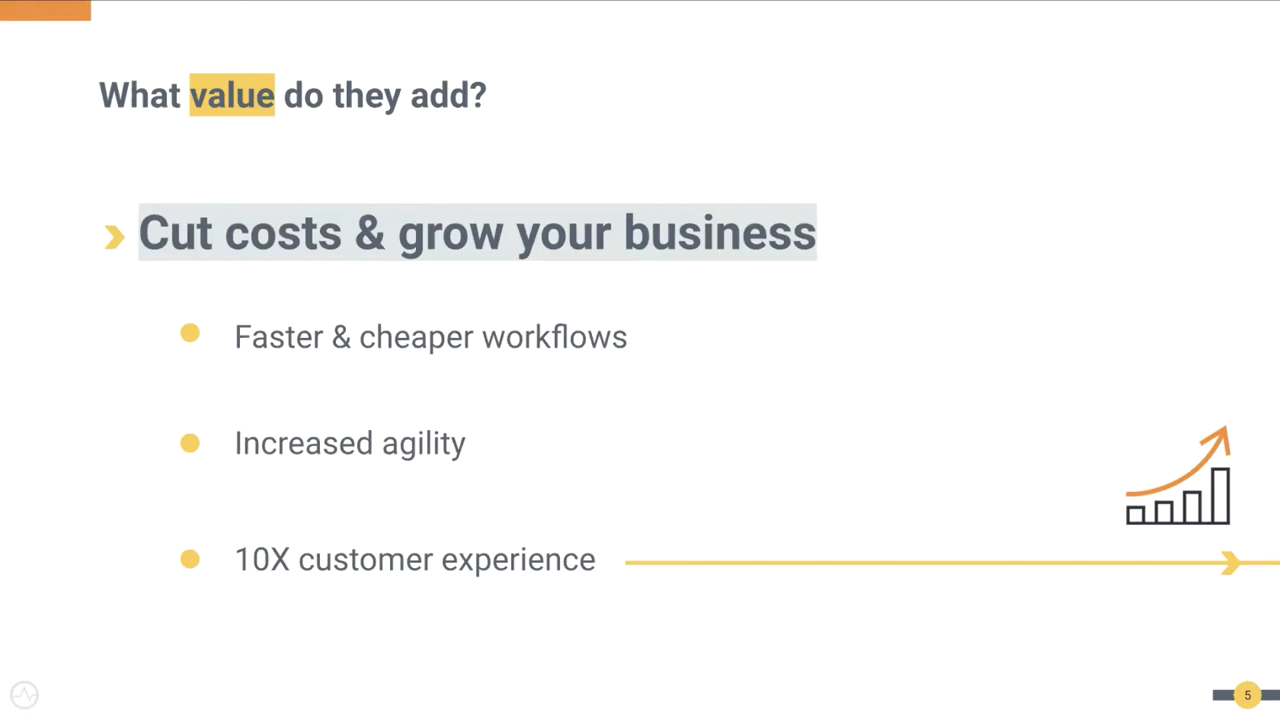 What value do they add?
Cut costs & grow your business
Faster & cheaper workflows
Increased agility
10X customer experience
5